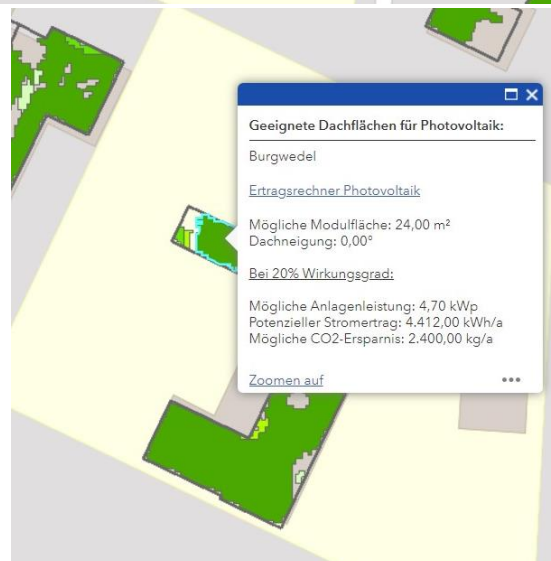 Geeignete Dachflächen für Photovoltaik:
Burgwedel
Ertragsrechner Photovoltaik
Mögliche Modulfläche: 24,00 m²
Dachneigung: 0,00°
Bei 20% Wirkungsgrad:
Mögliche Anlagenleistung: 4,70 kWp
Potenzieller Stromertrag: 4.412,00 kWh/a
Mögliche CO2-Ersparnis: 2.400,00 kg/a
Zoomen auf